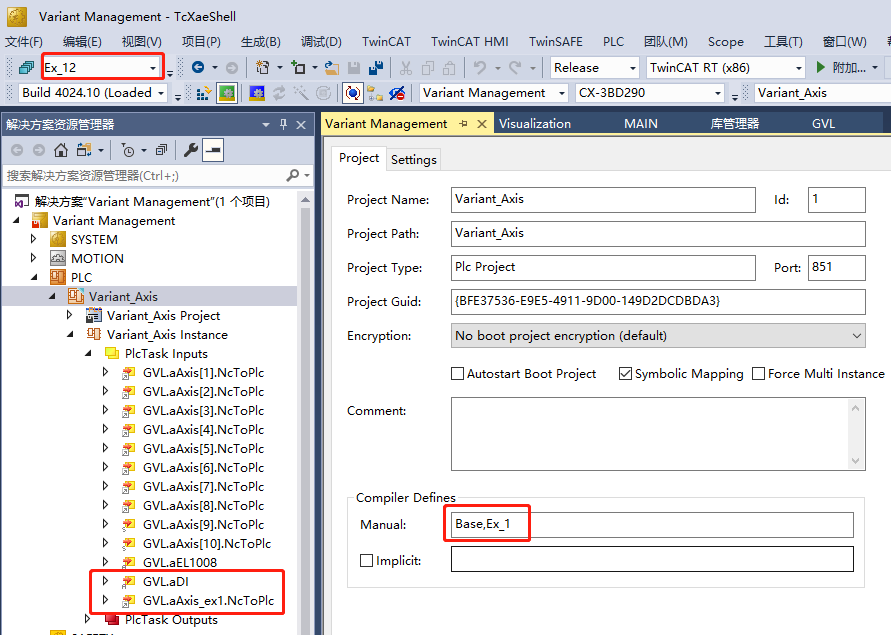 Variant Management - TcXaeShell
文件(F) 编辑(E) 视图(V) 项目(P) 生成(B) 调试(D) TwinCAT TwinCAT HMI TwinSAFE PLC 团队(M) Scope 工具(T) 窗口(W)
Ex_12 Release TwinCAT RT (x86) 附加...
Build 4024.10 (Loaded Variant Management CX-3BD290 Variant_Axis
解决方案资源管理器
Variant Management Visualization MAIN 库管理器 GVL
搜索解决方案资源管理器(Ctrl+;)
解决方案"Variant Management"(1 个项目)
Variant Management
SYSTEM
MOTION
PLC
Variant_Axis
Variant_Axis Project
Variant_Axis Instance
PlcTask Inputs
GVL.aAxis[1].NcToPlc
GVL.aAxis[2].NcToPlc
GVL.aAxis[3].NcToPlc
GVL.aAxis[4].NcToPlc
GVL.aAxis[5].NcToPlc
GVL.aAxis[6].NcToPlc
GVL.aAxis[7].NcToPlc
GVL.aAxis[8].NcToPlc
GVL.aAxis[9].NcToPlc
GVL.aAxis[10].NcToPlc
GVL.aEL1008
GVL.aDI
GVL.aAxis_ex1.NcToPlc
PlcTask Outputs
Project Settings
Project Name: Variant_Axis Id: 1
Project Path: Variant_Axis
Project Type: Plc Project Port: 851
Project Guid: {BFE37536-E9E5-4911-9D00-149D2DCDBDA3}
Encryption: No boot project encryption (default)
Autostart Boot Project Symbolic Mapping Force Multi Instance
Comment:
Compiler Defines
Manual: Base,Ex_1
Implicit: